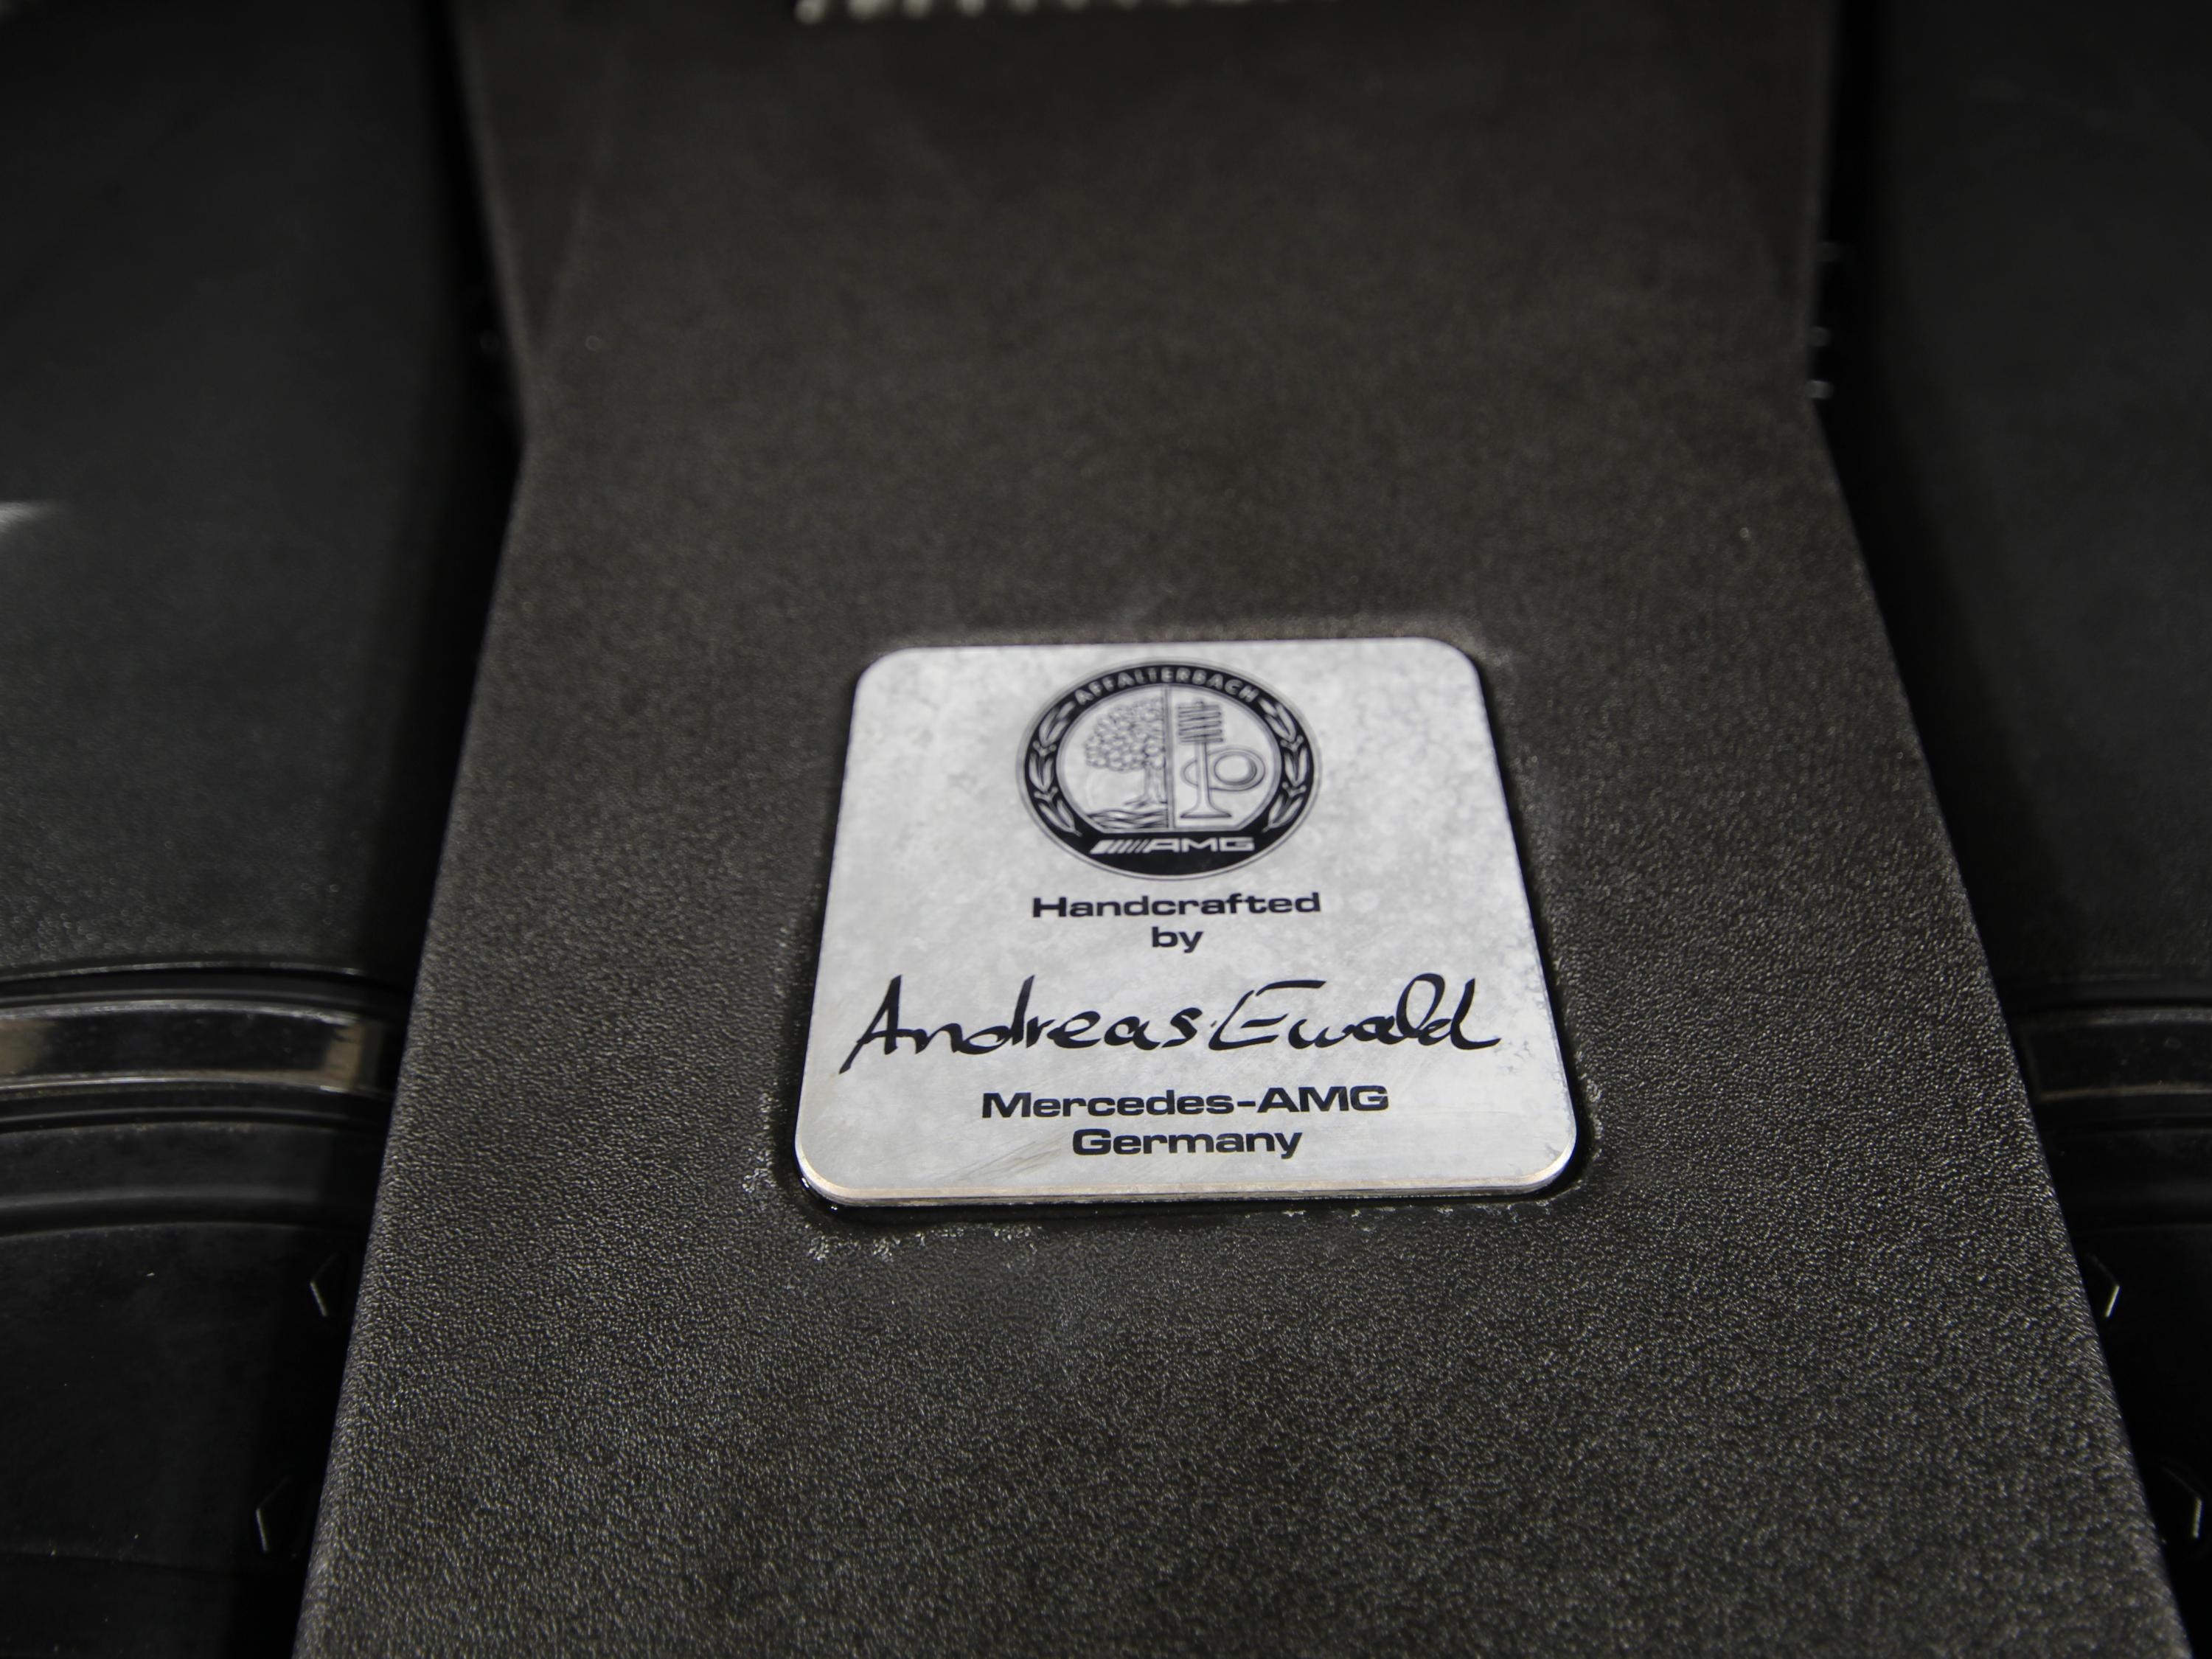 AFFALTERBACH
AMG
Handcrafted
by
Andreas Ewald
Mercedes-AMG
Germany